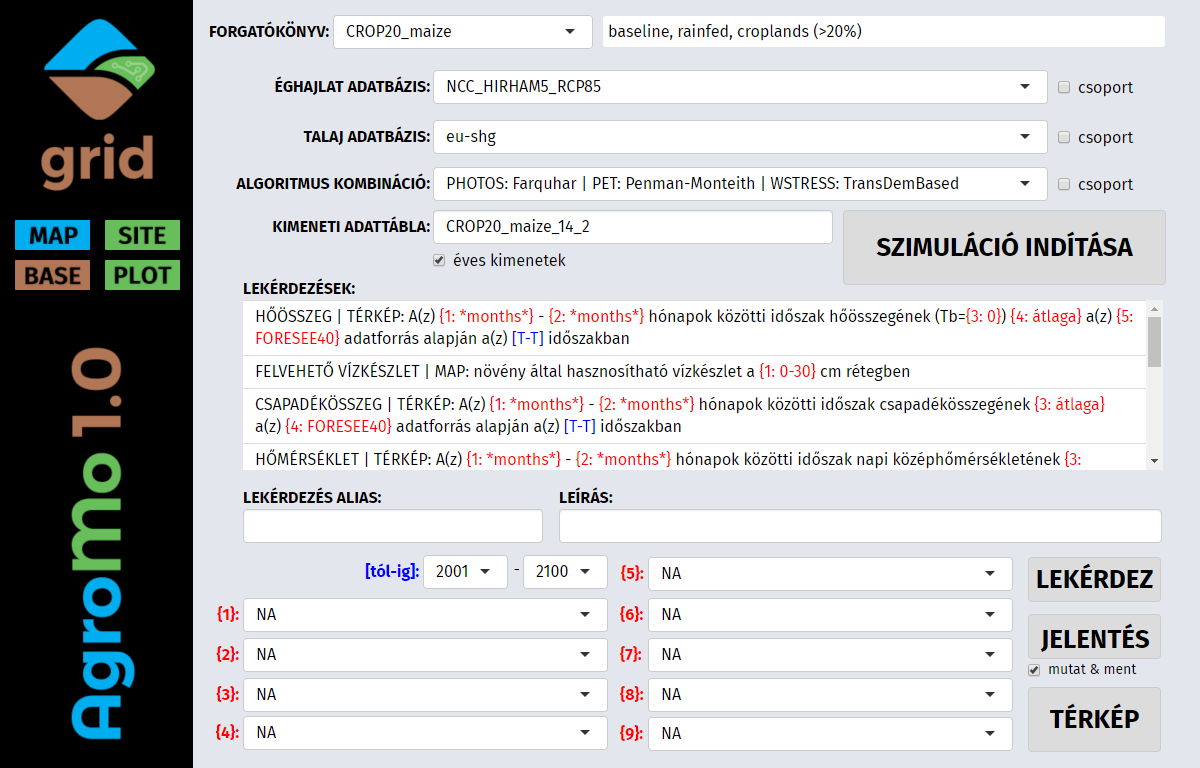 grid
MAP SITE
BASE PLOT
AgroMo 1.0
FORGATÓKÖNYV: CROP20_maize baseline, rainfed, croplands (>20%)
ÉGHAJLAT ADATBÁZIS: NCC_HIRHAM5_RCP85 csoport
TALAJ ADATBÁZIS: eu-shg csoport
ALGORITMUS KOMBINÁCIÓ: PHOTOS: Farquhar | PET: Penman-Monteith | WSTRESS: TransDemBased csoport
KIMENETI ADATTÁBLA: CROP20_maize_14_2 SZIMULÁCIÓ INDÍTÁSA
éves kimenetek
LEKÉRDEZÉSEK:
HŐÖSSZEG | TÉRKÉP: A(z) {1: *months*} - {2: *months*} hónapok közötti időszak hőösszegének (Tb={3: 0}) {4: átlaga} a(z) {5:
FORESEE40} adatforrás alapján a(z) [T-T] időszakban
FELVEHETŐ VÍZKÉSZLET | MAP: növény által hasznosítható vízkészlet a {1: 0-30} cm rétegben
CSAPADÉKÖSSZEG | TÉRKÉP: A(z) {1: *months*} - {2: *months*} hónapok közötti időszak csapadékösszegének {3: átlaga}
a(z) {4: FORESEE40} adatforrás alapján a(z) [T-T] időszakban
HŐMÉRSÉKLET | TÉRKÉP: A(z) {1: *months*} - {2: *months*} hónapok közötti időszak napi középhőmérsékletének {3:
LEKÉRDEZÉS ALIAS: LEÍRÁS:
[tól-ig]: 2001 - 2100 {5}: NA LEKÉRDEZ
{1}: NA {6}: NA JELENTÉS
{2}: NA {7}: NA mutat & ment
{3}: NA {8}: NA TÉRKÉP
{4}: NA {9}: NA